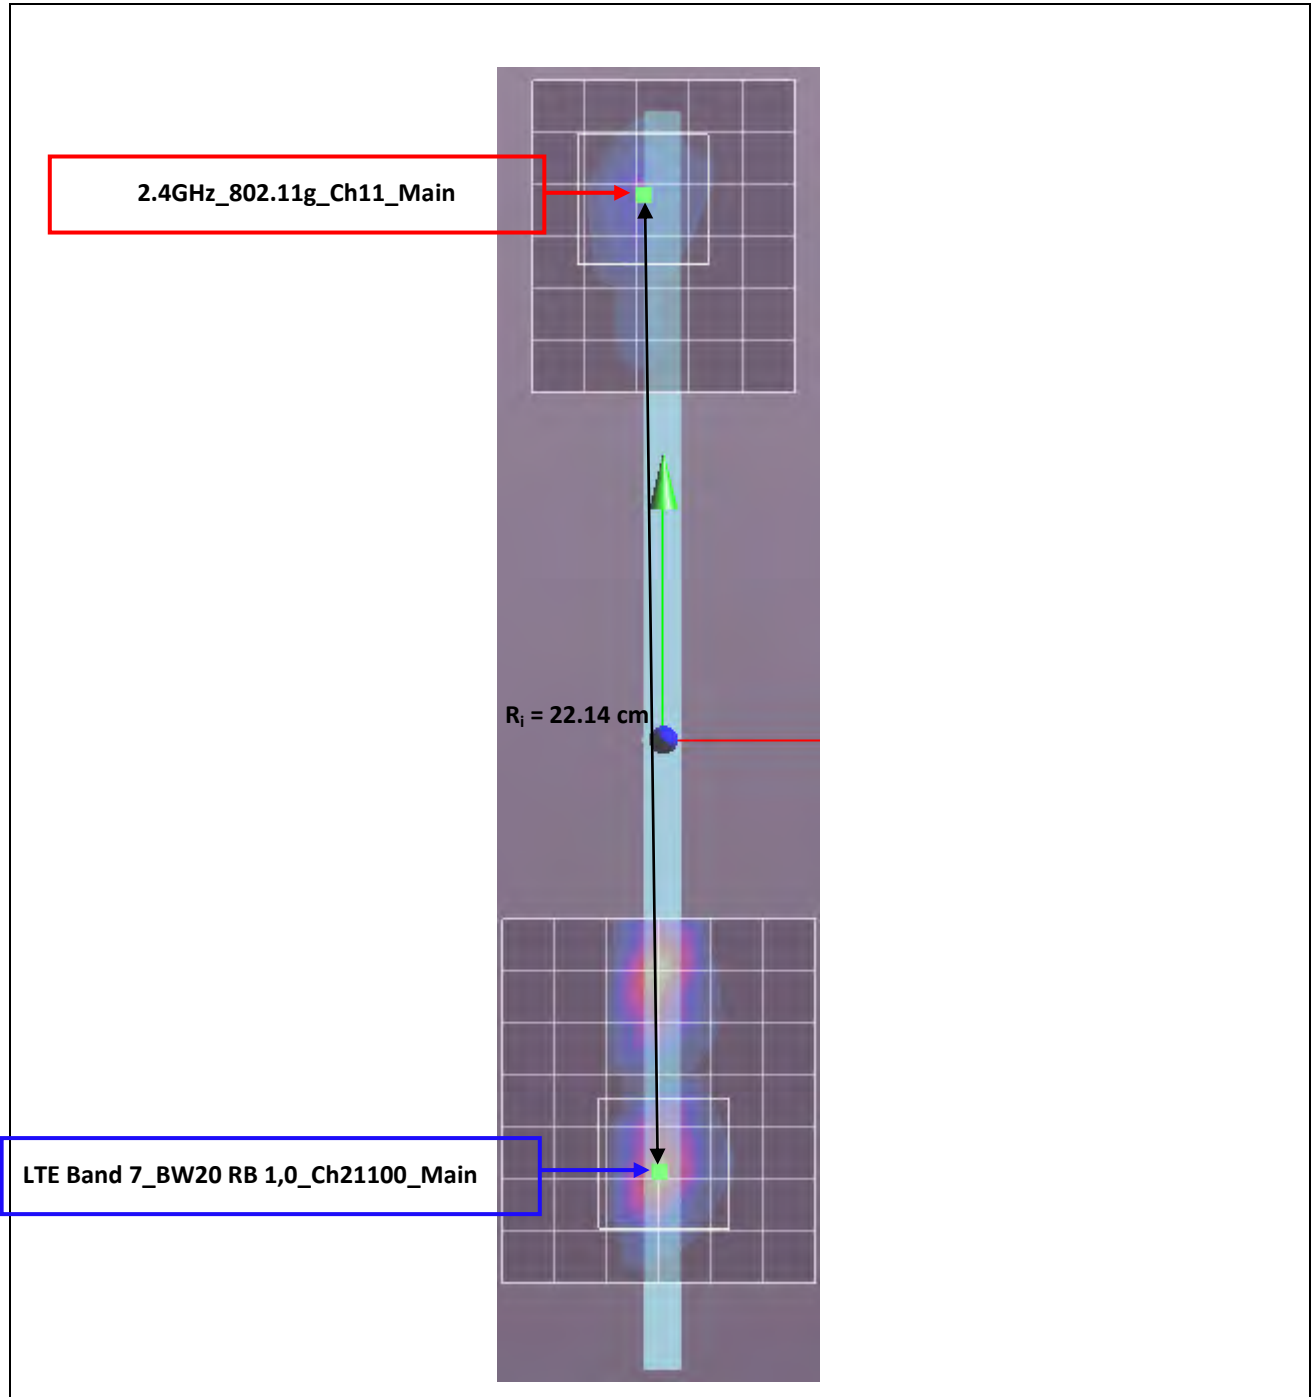 2.4GHz_802.11g_Ch11_Main
Rᵢ = 22.14 cm
LTE Band 7_BW20 RB 1,0_Ch21100_Main